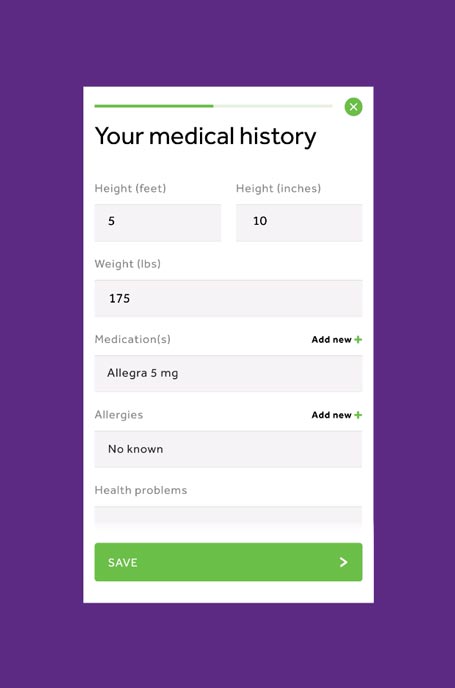 Your medical history
Height (feet) Height (inches)
5 10
Weight (lbs)
175
Medication(s) Add new +
Allegra 5 mg
Allergies Add new +
No known
Health problems
SAVE